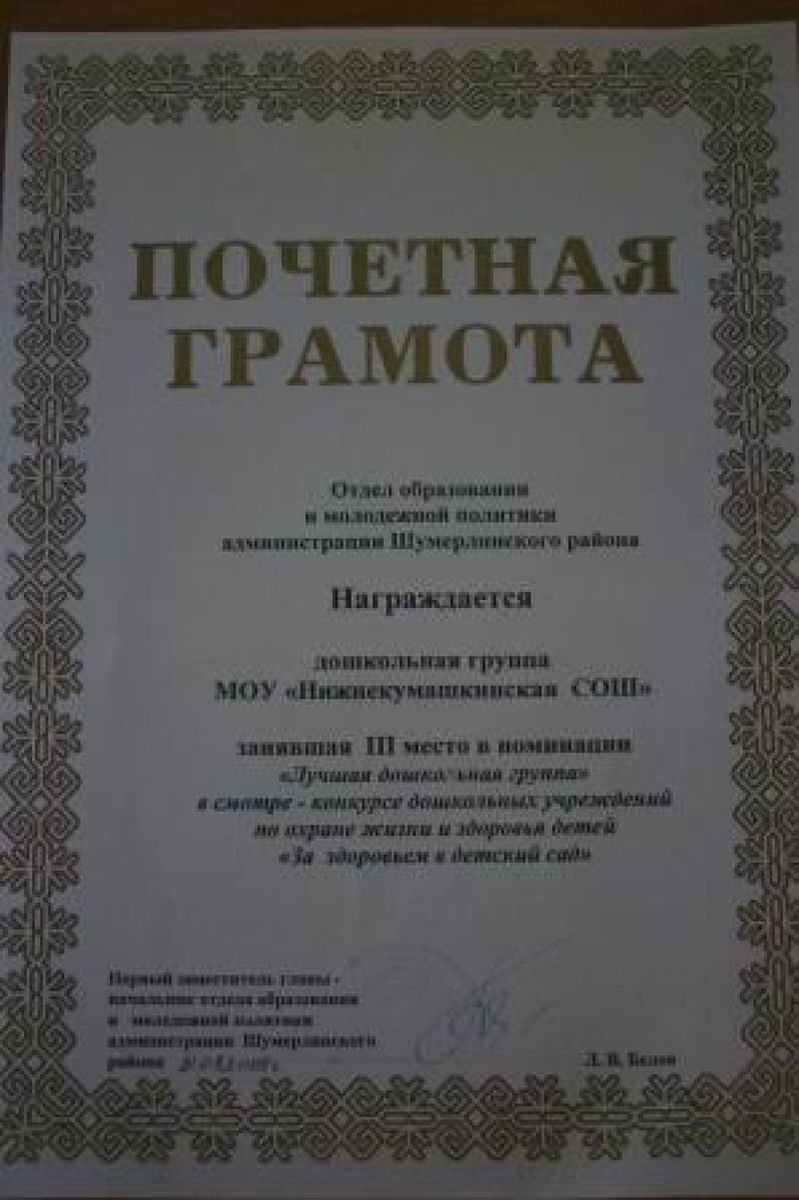 ПОЧЕТНАЯ
ГРАМОТА
Отдел образования
и молодежной политики
администрации Шумерлинского района
Награждается
дошкольная группа
МОУ «Нижнекумашкинская СОШ»
занявшая III место в номинации
«Лучшая дошкольная группа»
в смотре - конкурсе дошкольных учреждений
по охране жизни и здоровья детей
«За здоровьем в детский сад»
Первый заместитель главы -
начальник отдела образования
и молодежной политики
администрации Шумерлинского
района
Л. В. Белов